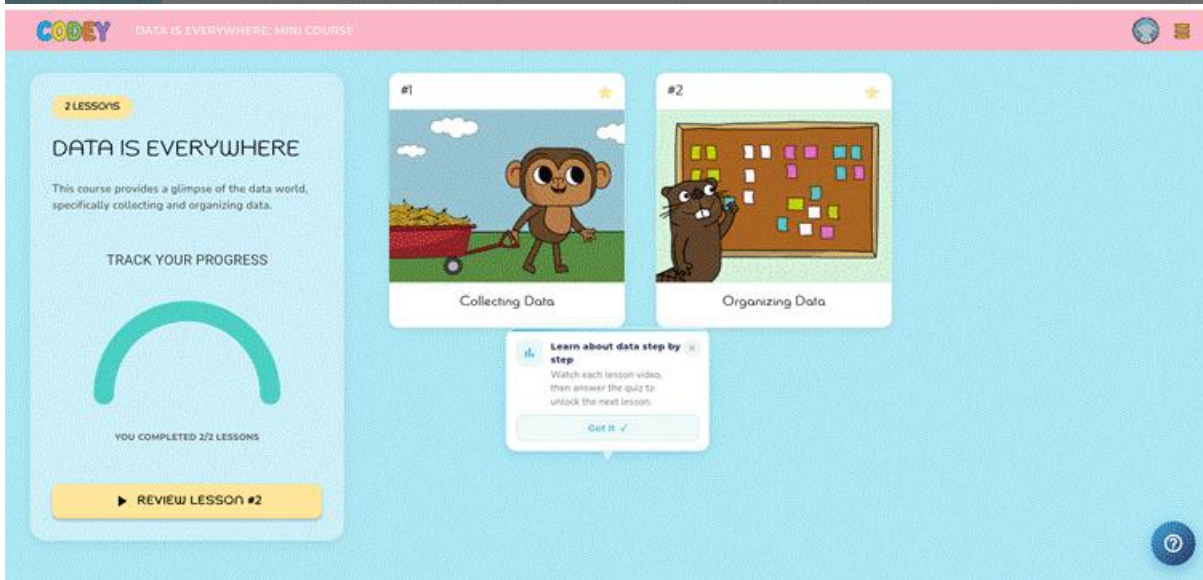 CODEY
DATA IS EVERYWHERE: MINI COURSE
2 LESSONS
DATA IS EVERYWHERE
This course provides a glimpse of the data world,
specifically collecting and organizing data.
TRACK YOUR PROGRESS
YOU COMPLETED 2/2 LESSONS
REVIEW LESSON #2
#1
Collecting Data
#2
Organizing Data
Learn about data step by
step
Watch each lesson video,
then answer the quiz to
unlock the next lesson.
Got it ✓